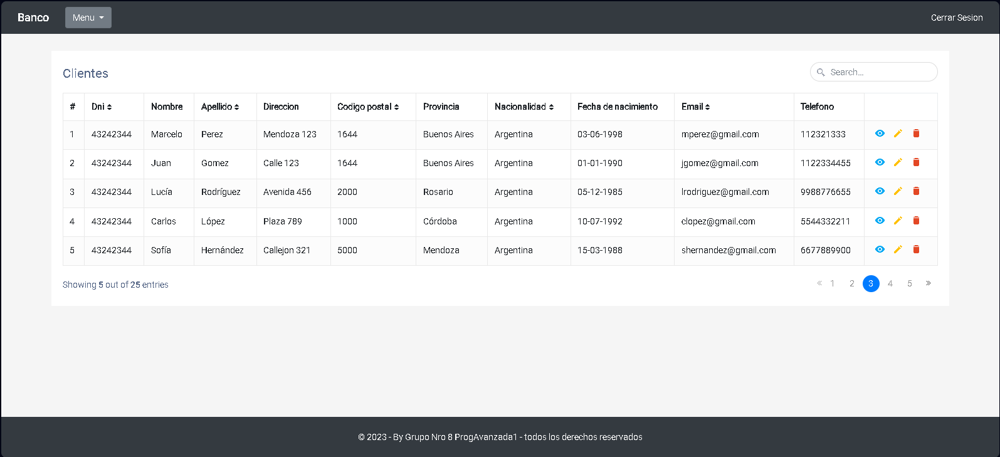 Banco Menu Cerrar Sesion
Clientes Search...
# Dni Nombre Apellido Direccion Codigo postal Provincia Nacionalidad Fecha de nacimiento Email Telefono
1 43242344 Marcelo Perez Mendoza 123 1644 Buenos Aires Argentina 03-06-1998 mperez@gmail.com 112321333
2 43242344 Juan Gomez Calle 123 1644 Buenos Aires Argentina 01-01-1990 jgomez@gmail.com 1122334455
3 43242344 Lucía Rodríguez Avenida 456 2000 Rosario Argentina 05-12-1985 lrodriguez@gmail.com 9988776655
4 43242344 Carlos López Plaza 789 1000 Córdoba Argentina 10-07-1992 clopez@gmail.com 5544332211
5 43242344 Sofía Hernández Callejon 321 5000 Mendoza Argentina 15-03-1988 shernandez@gmail.com 6677889900
Showing 5 out of 25 entries « 1 2 3 4 5 »
© 2023 - By Grupo Nro 8 ProgAvanzada1 - todos los derechos reservados